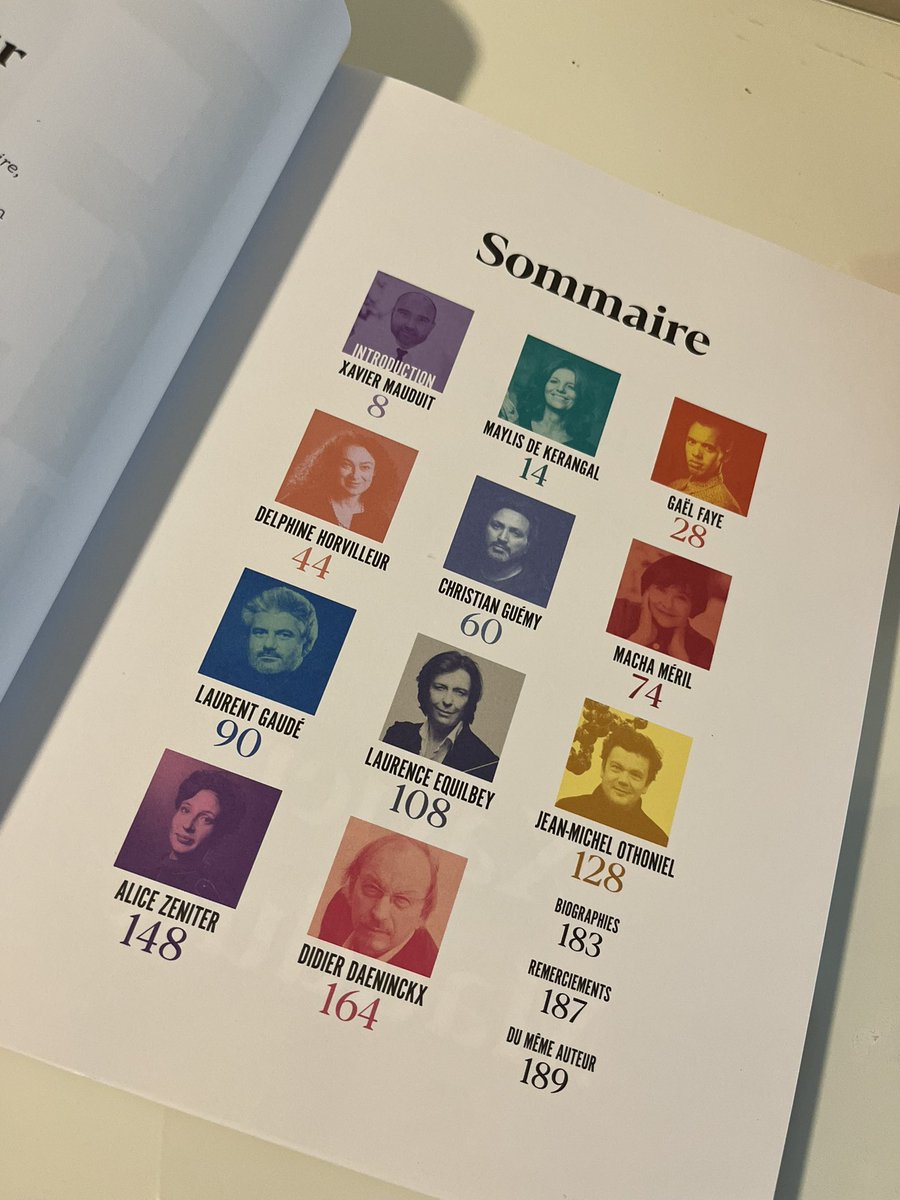 Sommaire
INTRODUCTION
XAVIER MAUDUIT
8
MAYLIS DE KERANGAL
14
GAËL FAYE
28
DELPHINE HORVILLEUR
44
CHRISTIAN GUÉMY
60
MACHA MÉRIL
74
LAURENT GAUDÉ
90
LAURENCE EQUILBEY
108
JEAN-MICHEL OTHONIEL
128
ALICE ZENITER
148
DIDIER DAENINCKX
164
BIOGRAPHIES
183
REMERCIEMENTS
187
DU MÊME AUTEUR
189